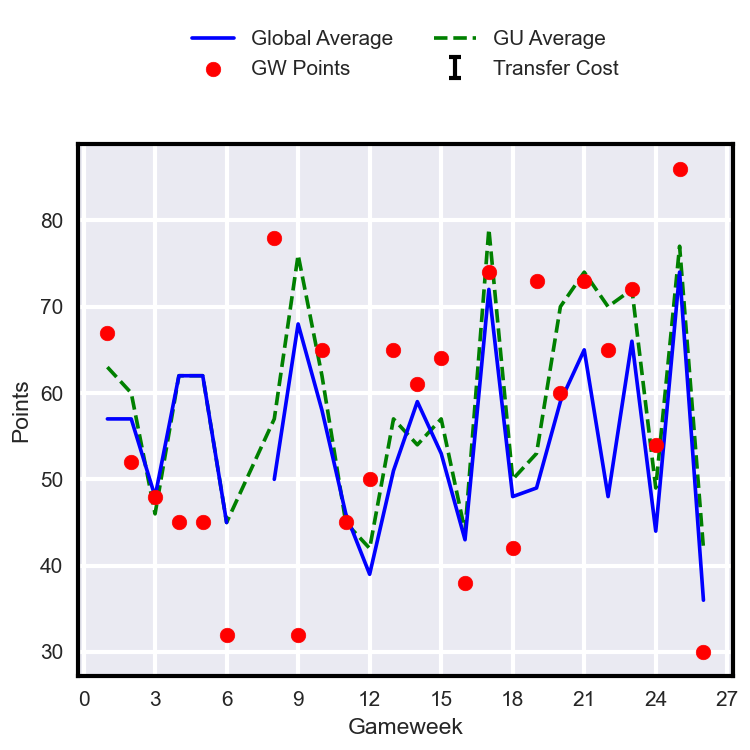 Global Average
GU Average
GW Points
Transfer Cost
80
70
60
50
40
30
Points
0 3 6 9 12 15 18 21 24 27
Gameweek